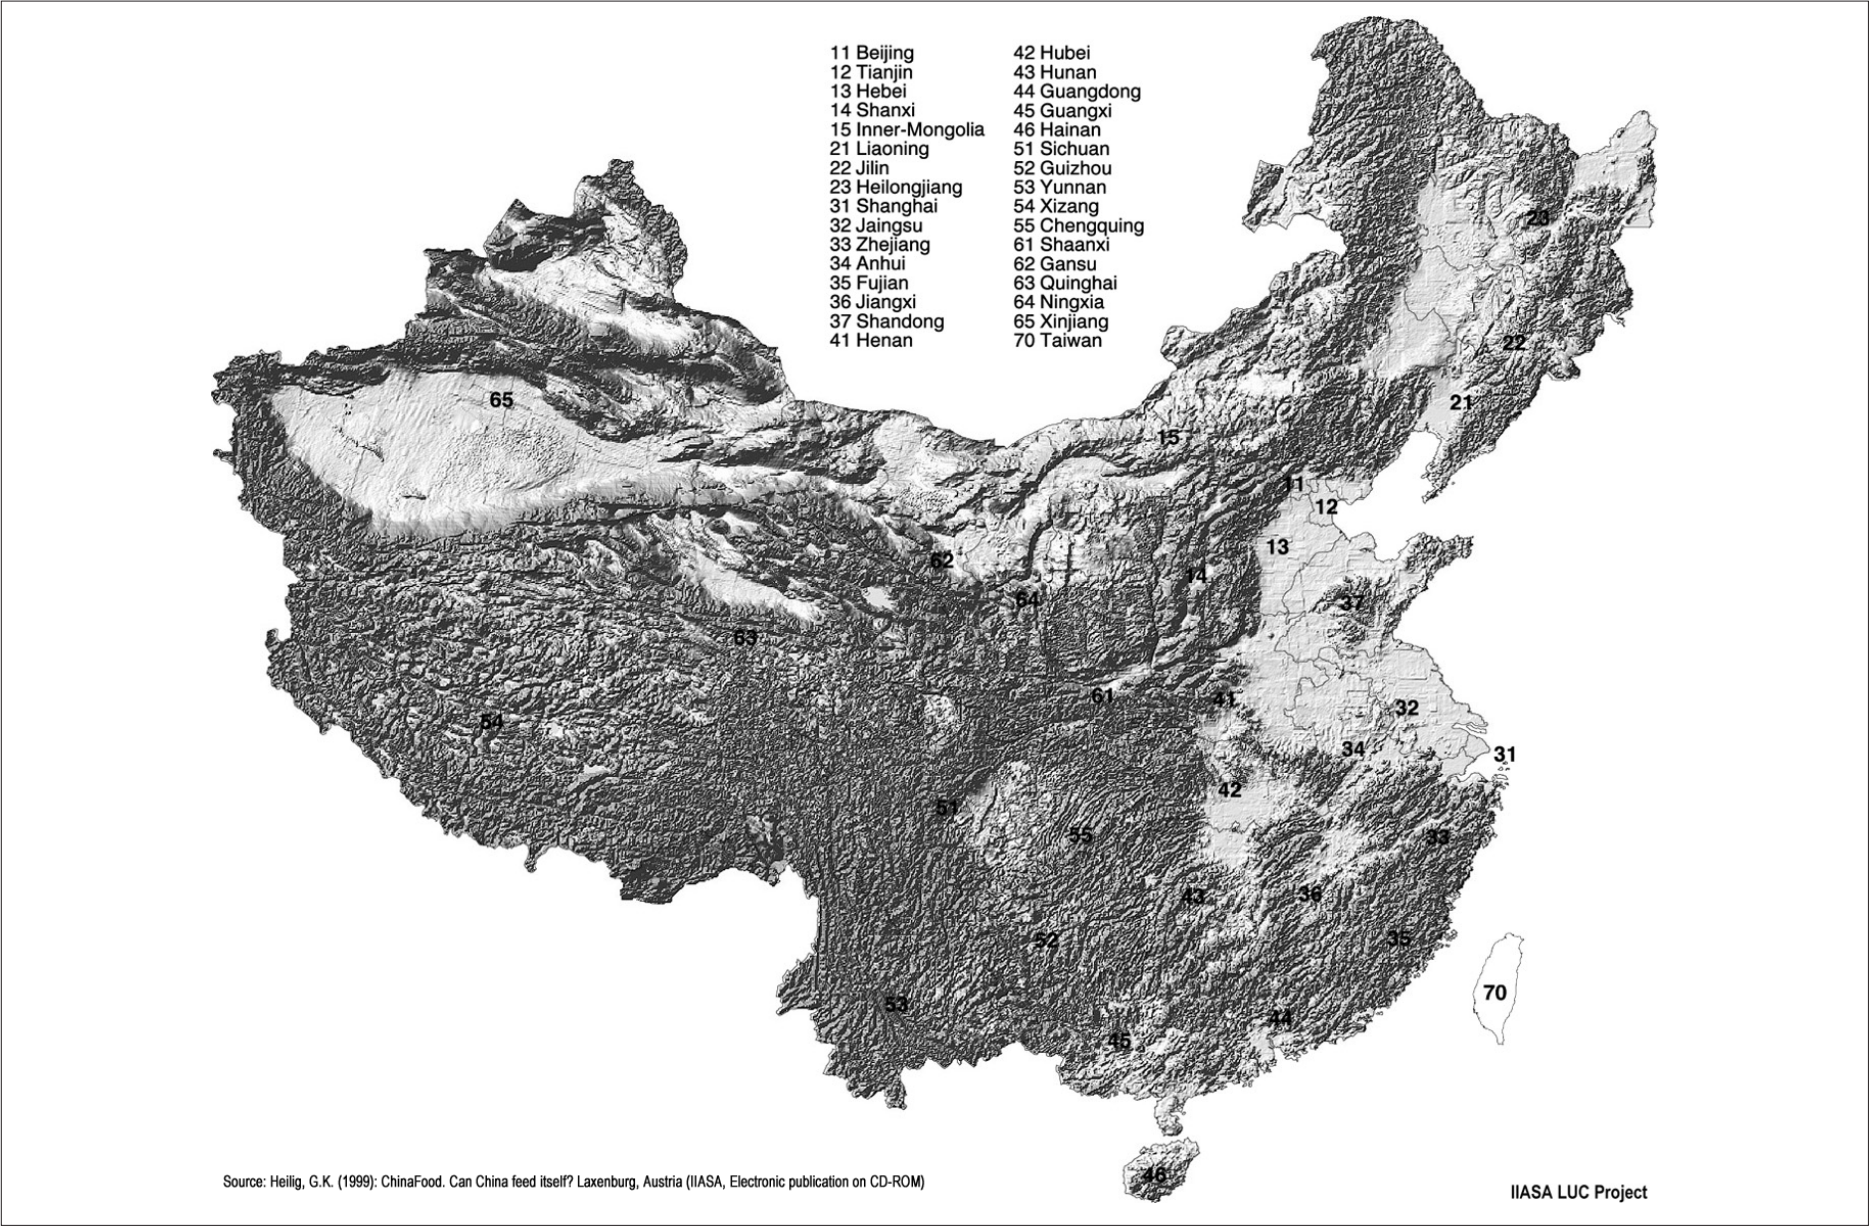 11 Beijing
12 Tianjin
13 Hebei
14 Shanxi
15 Inner-Mongolia
21 Liaoning
22 Jilin
23 Heilongjiang
31 Shanghai
32 Jaingsu
33 Zhejiang
34 Anhui
35 Fujian
36 Jiangxi
37 Shandong
41 Henan
42 Hubei
43 Hunan
44 Guangdong
45 Guangxi
46 Hainan
51 Sichuan
52 Guizhou
53 Yunnan
54 Xizang
55 Chengquing
61 Shaanxi
62 Gansu
63 Quinghai
64 Ningxia
65 Xinjiang
70 Taiwan
23
22
65
21
15
11
12
13
62
14
64
37
63
61
41
32
54
34
31
42
51
55
33
43
36
52
35
70
53
44
45
46
Source: Heilig, G.K. (1999): ChinaFood. Can China feed itself? Laxenburg, Austria (IIASA, Electronic publication on CD-ROM)
IIASA LUC Project